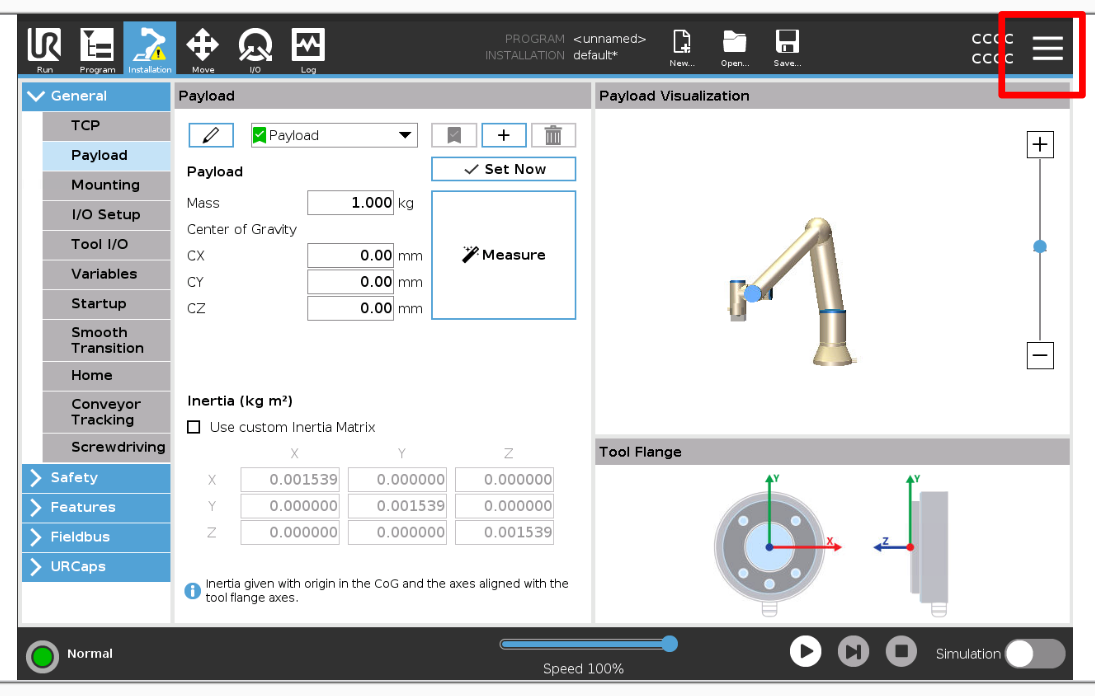 UR
Run
Program
Installation
Move
I/O
Log
PROGRAM <unnamed>
INSTALLATION default*
New...
Open...
Save...
CCCC
CCCC
General
TCP
Payload
Mounting
I/O Setup
Tool I/O
Variables
Startup
Smooth
Transition
Home
Conveyor
Tracking
Screwdriving
Safety
Features
Fieldbus
URCaps
Payload
Payload
Payload
Set Now
Mass 1.000 kg
Center of Gravity
CX 0.00 mm
CY 0.00 mm
CZ 0.00 mm
Measure
Inertia (kg m²)
Use custom Inertia Matrix
X Y Z
X 0.001539 0.000000 0.000000
Y 0.000000 0.001539 0.000000
Z 0.000000 0.000000 0.001539
Inertia given with origin in the CoG and the axes aligned with the
tool flange axes.
Payload Visualization
Tool Flange
Y
X
Y
Z
Normal
Speed 100%
Simulation